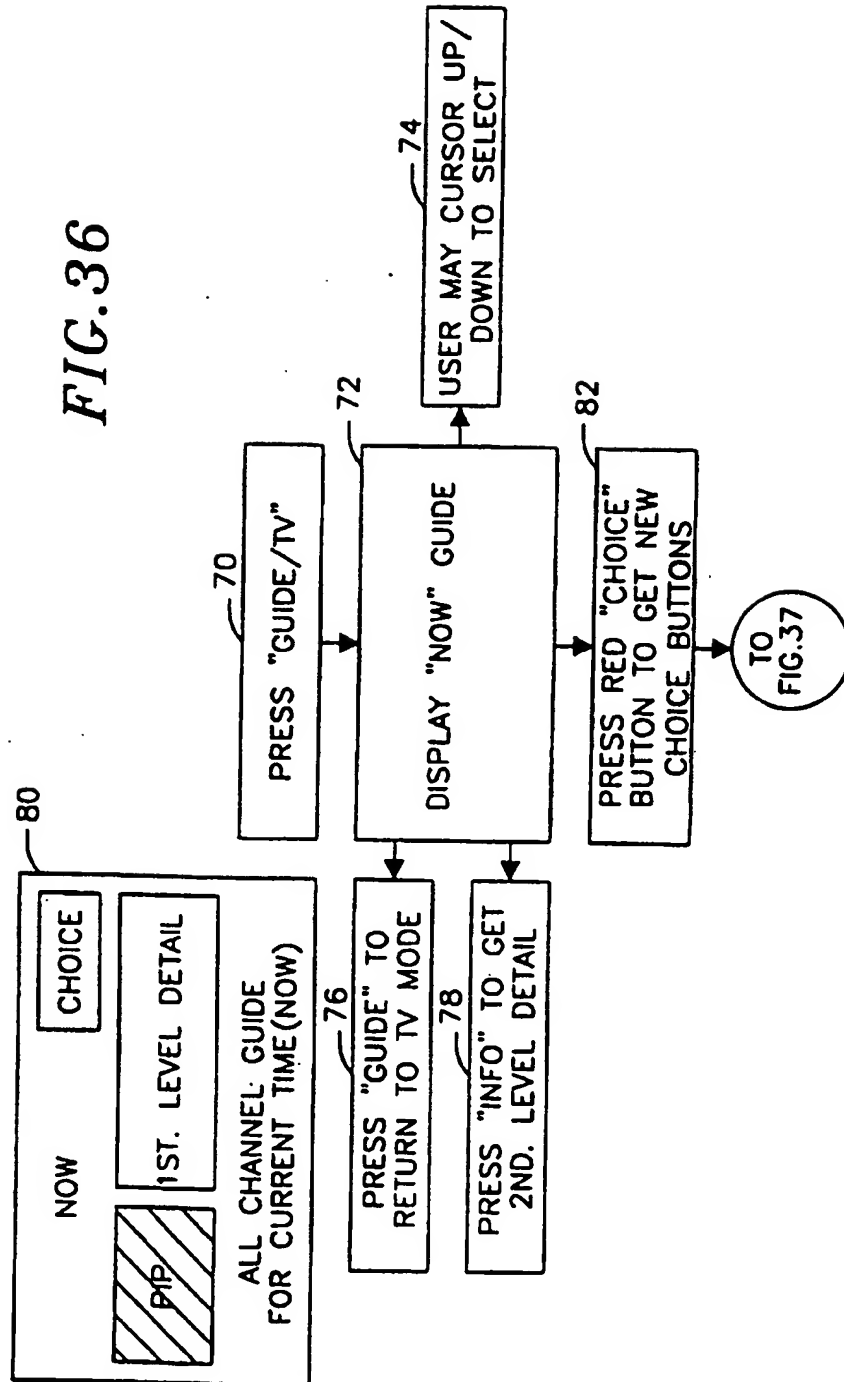 FIG.36
80
NOW
CHOICE
PIP
1ST. LEVEL DETAIL
ALL CHANNEL GUIDE
FOR CURRENT TIME(NOW)
70
PRESS "GUIDE/TV"
72
DISPLAY "NOW" GUIDE
74
USER MAY CURSOR UP/
DOWN TO SELECT
76
PRESS "GUIDE" TO
RETURN TO TV MODE
78
PRESS "INFO" TO GET
2ND. LEVEL DETAIL
82
PRESS RED "CHOICE"
BUTTON TO GET NEW
CHOICE BUTTONS
TO
FIG.37